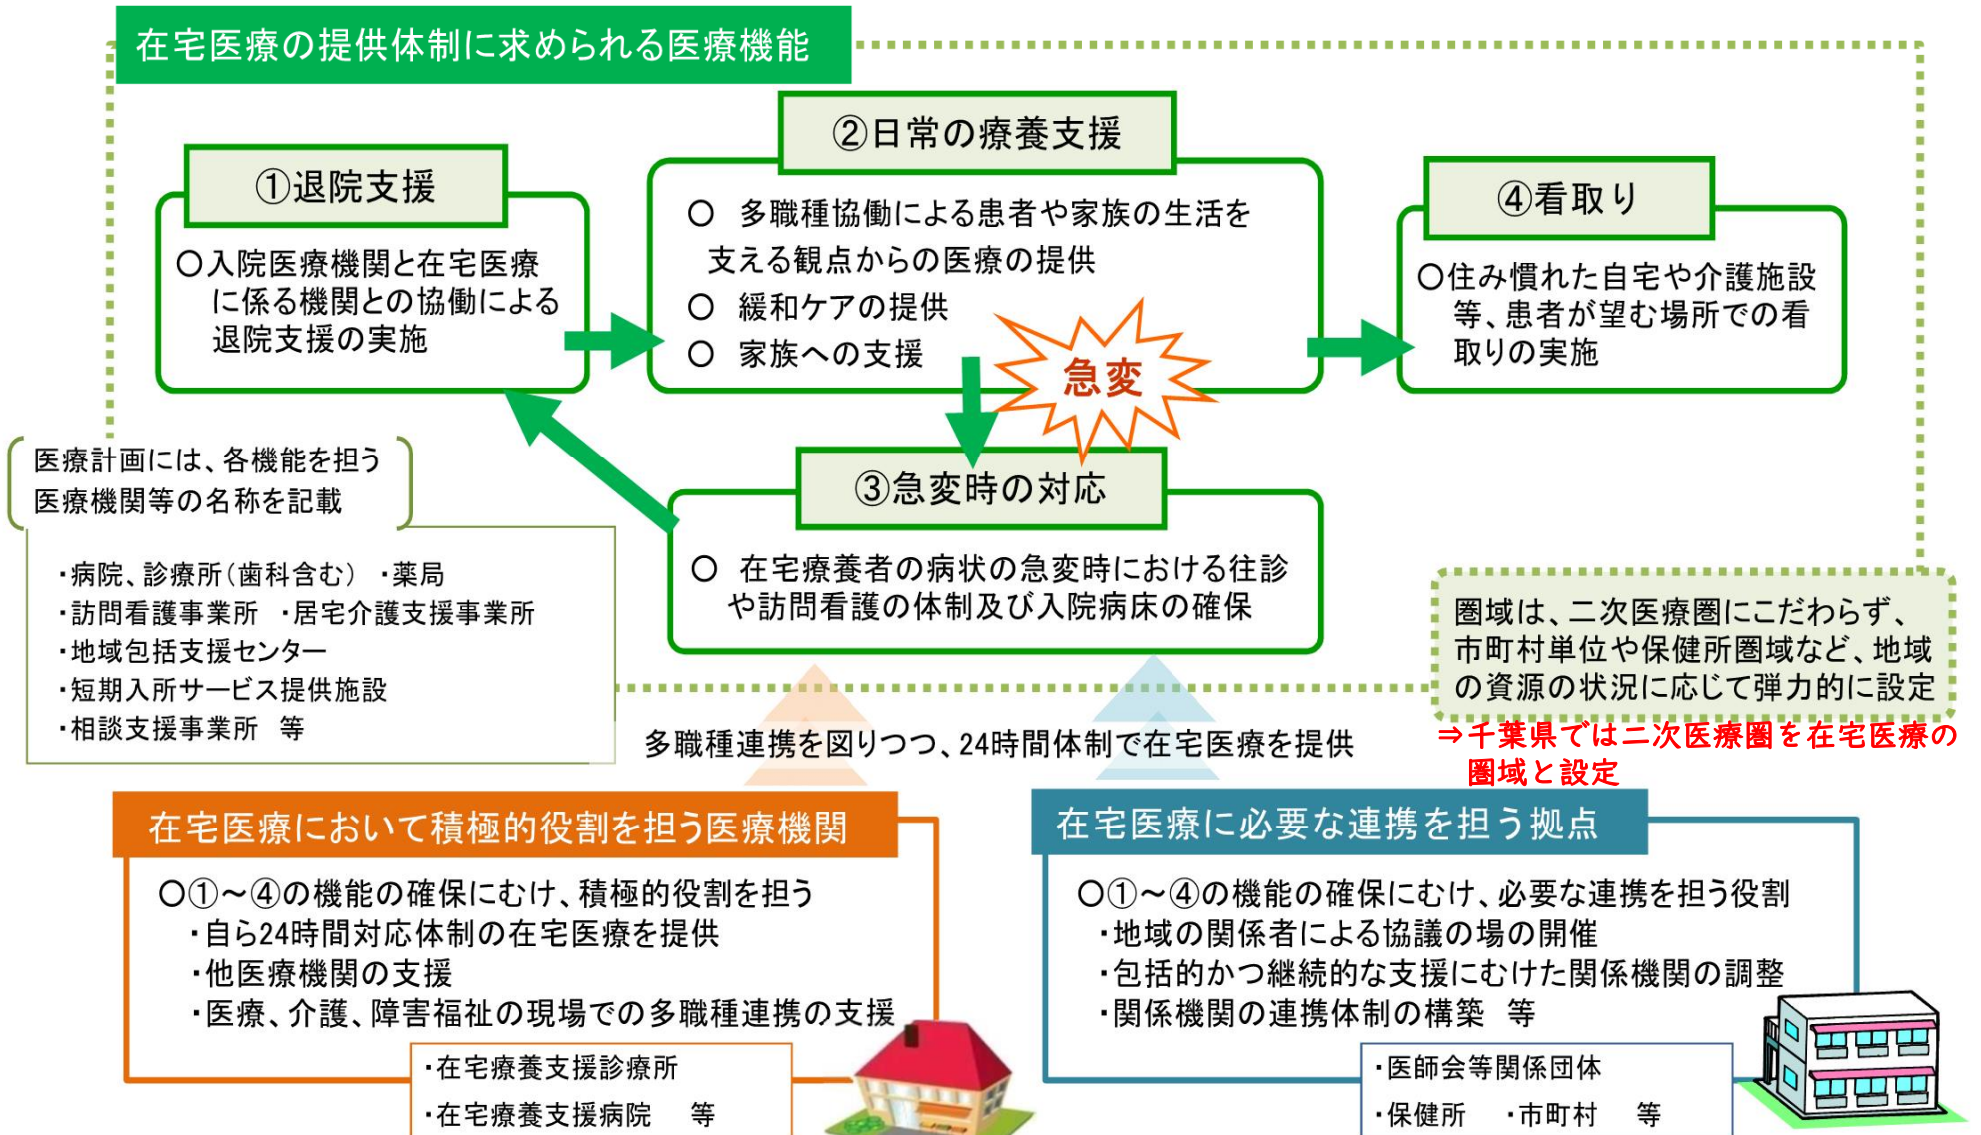 在宅医療の提供体制に求められる医療機能
①退院支援
〇入院医療機関と在宅医療
に係る機関との協働による
退院支援の実施
②日常の療養支援
〇 多職種協働による患者や家族の生活を
支える観点からの医療の提供
〇 緩和ケアの提供
〇 家族への支援
急変
④看取り
〇住み慣れた自宅や介護施設
等、患者が望む場所での看
取りの実施
③急変時の対応
〇 在宅療養者の病状の急変時における往診
や訪問看護の体制及び入院病床の確保
医療計画には、各機能を担う
医療機関等の名称を記載
・病院、診療所(歯科含む) ・薬局
・訪問看護事業所 ・居宅介護支援事業所
・地域包括支援センター
・短期入所サービス提供施設
・相談支援事業所 等
圏域は、二次医療圏にこだわらず、
市町村単位や保健所圏域など、地域
の資源の状況に応じて弾力的に設定
⇒千葉県では二次医療圏を在宅医療の
圏域と設定
多職種連携を図りつつ、24時間体制で在宅医療を提供
在宅医療において積極的役割を担う医療機関
〇①～④の機能の確保にむけ、積極的役割を担う
・自ら24時間対応体制の在宅医療を提供
・他医療機関の支援
・医療、介護、障害福祉の現場での多職種連携の支援
・在宅療養支援診療所
・在宅療養支援病院 等
在宅医療に必要な連携を担う拠点
〇①～④の機能の確保にむけ、必要な連携を担う役割
・地域の関係者による協議の場の開催
・包括的かつ継続的な支援にむけた関係機関の調整
・関係機関の連携体制の構築 等
・医師会等関係団体
・保健所 ・市町村 等